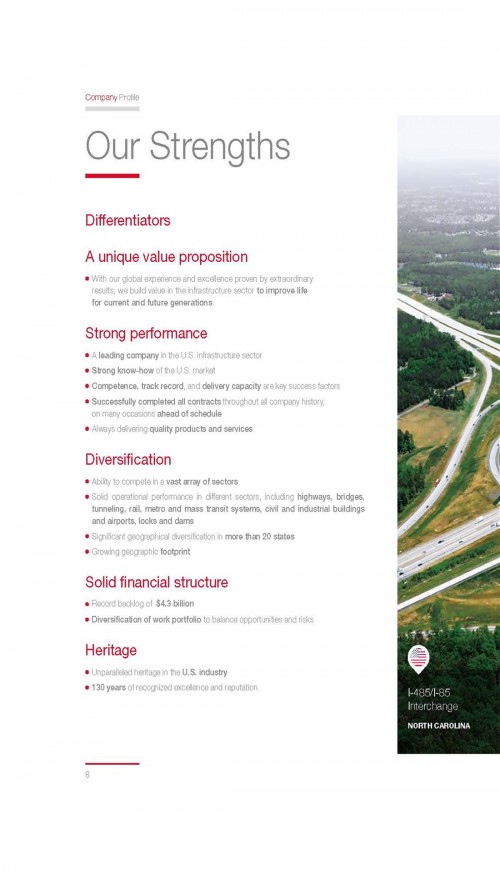 Company Profile
Our Strengths
Differentiators
A unique value proposition
With our global experience and excellence proven by extraordinary
results, we build value in the infrastructure sector to improve life
for current and future generations.
Strong performance
A leading company in the U.S. infrastructure sector
Strong know-how of the U.S. market
Competence, track record, and delivery capacity are key success factors
Successfully completed all contracts throughout all company history,
on many occasions ahead of schedule
Always delivering quality products and services
Diversification
Ability to compete in a vast array of sectors
Solid operational performance in different sectors, including highways, bridges,
tunneling, rail, metro and mass transit systems, civil and industrial buildings
and airports, locks and dams
Significant geographical diversification in more than 20 states
Growing geographic footprint
Solid financial structure
Record backlog of $4.3 billion
Diversification of work portfolio to balance opportunities and risks
Heritage
Unparalleled heritage in the U.S. industry
130 years of recognized excellence and reputation
I-485/I-85
Interchange
NORTH CAROLINA
8